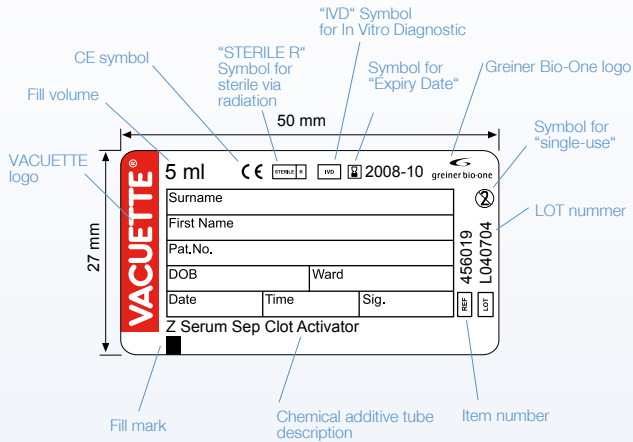 "IVD" Symbol
for In Vitro Diagnostic
"STERILE R"
Symbol for
sterile via
radiation
CE symbol
Symbol for
"Expiry Date"
Greiner Bio-One logo
Fill volume
50 mm
Symbol for
"single-use"
VACUETTE
logo
5 ml
CE
STERILE R
IVD
2008-10
greiner bio-one
2
LOT nummer
VACUETTE®
27 mm
Surname
First Name
Pat.No.
DOB Ward
Date Time Sig.
Z Serum Sep Clot Activator
REF 456019
LOT L040704
Fill mark
Chemical additive tube
description
Item number